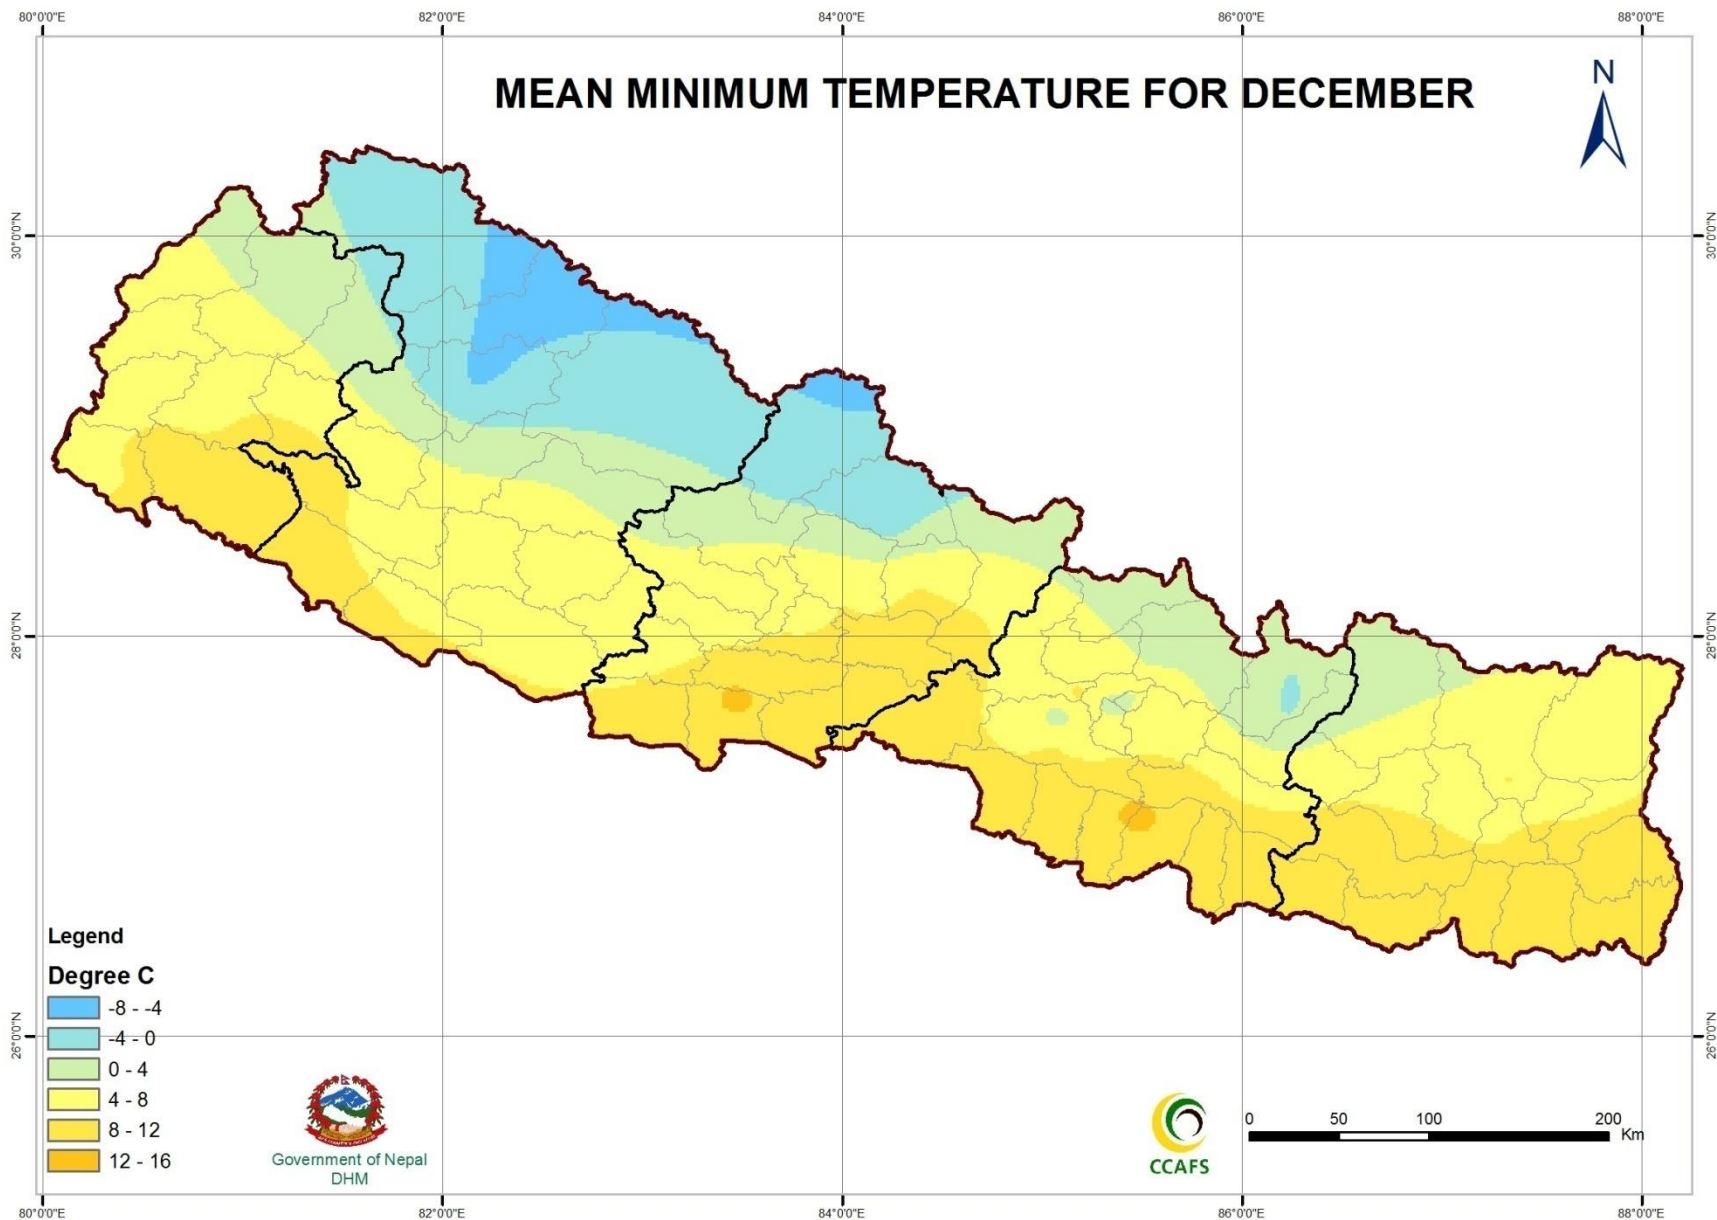 80°0'0"E 82°0'0"E 84°0'0"E 86°0'0"E 88°0'0"E
MEAN MINIMUM TEMPERATURE FOR DECEMBER
N
30°0'0"N 30°0'0"N
28°0'0"N 28°0'0"N
26°0'0"N 26°0'0"N
Legend
Degree C
-8 - -4
-4 - 0
0 - 4
4 - 8
8 - 12
12 - 16
Government of Nepal
DHM
CCAFS
0 50 100 200
Km
80°0'0"E 82°0'0"E 84°0'0"E 86°0'0"E 88°0'0"E